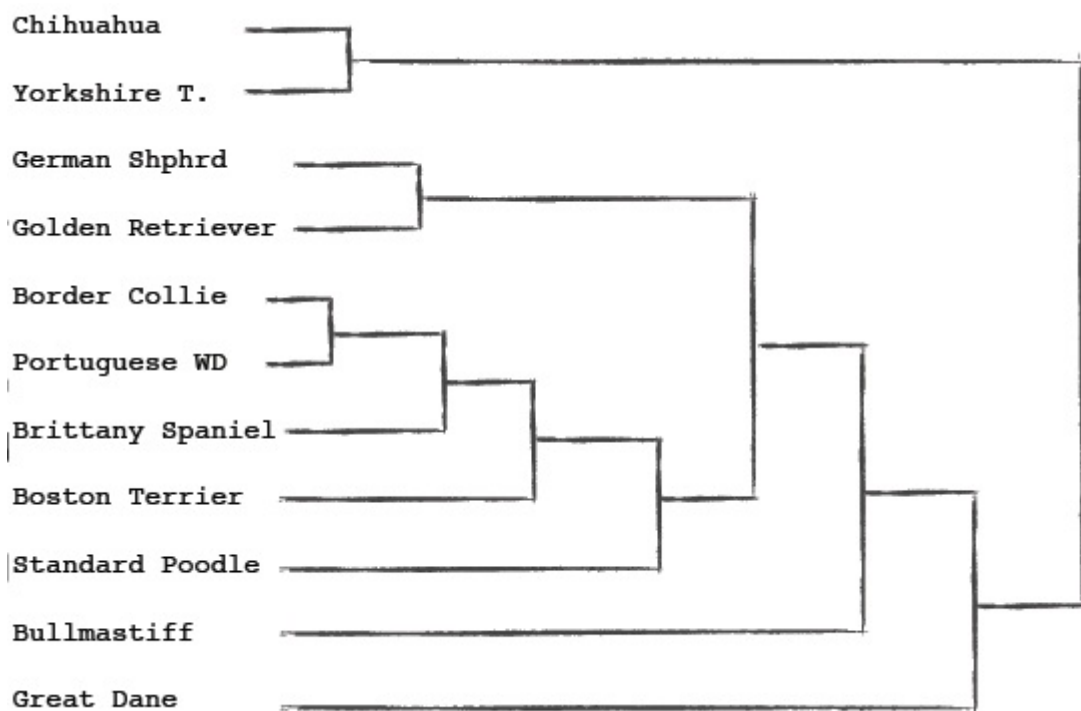 Chihuahua
Yorkshire T.
German Shphrd
Golden Retriever
Border Collie
Portuguese WD
Brittany Spaniel
Boston Terrier
Standard Poodle
Bullmastiff
Great Dane